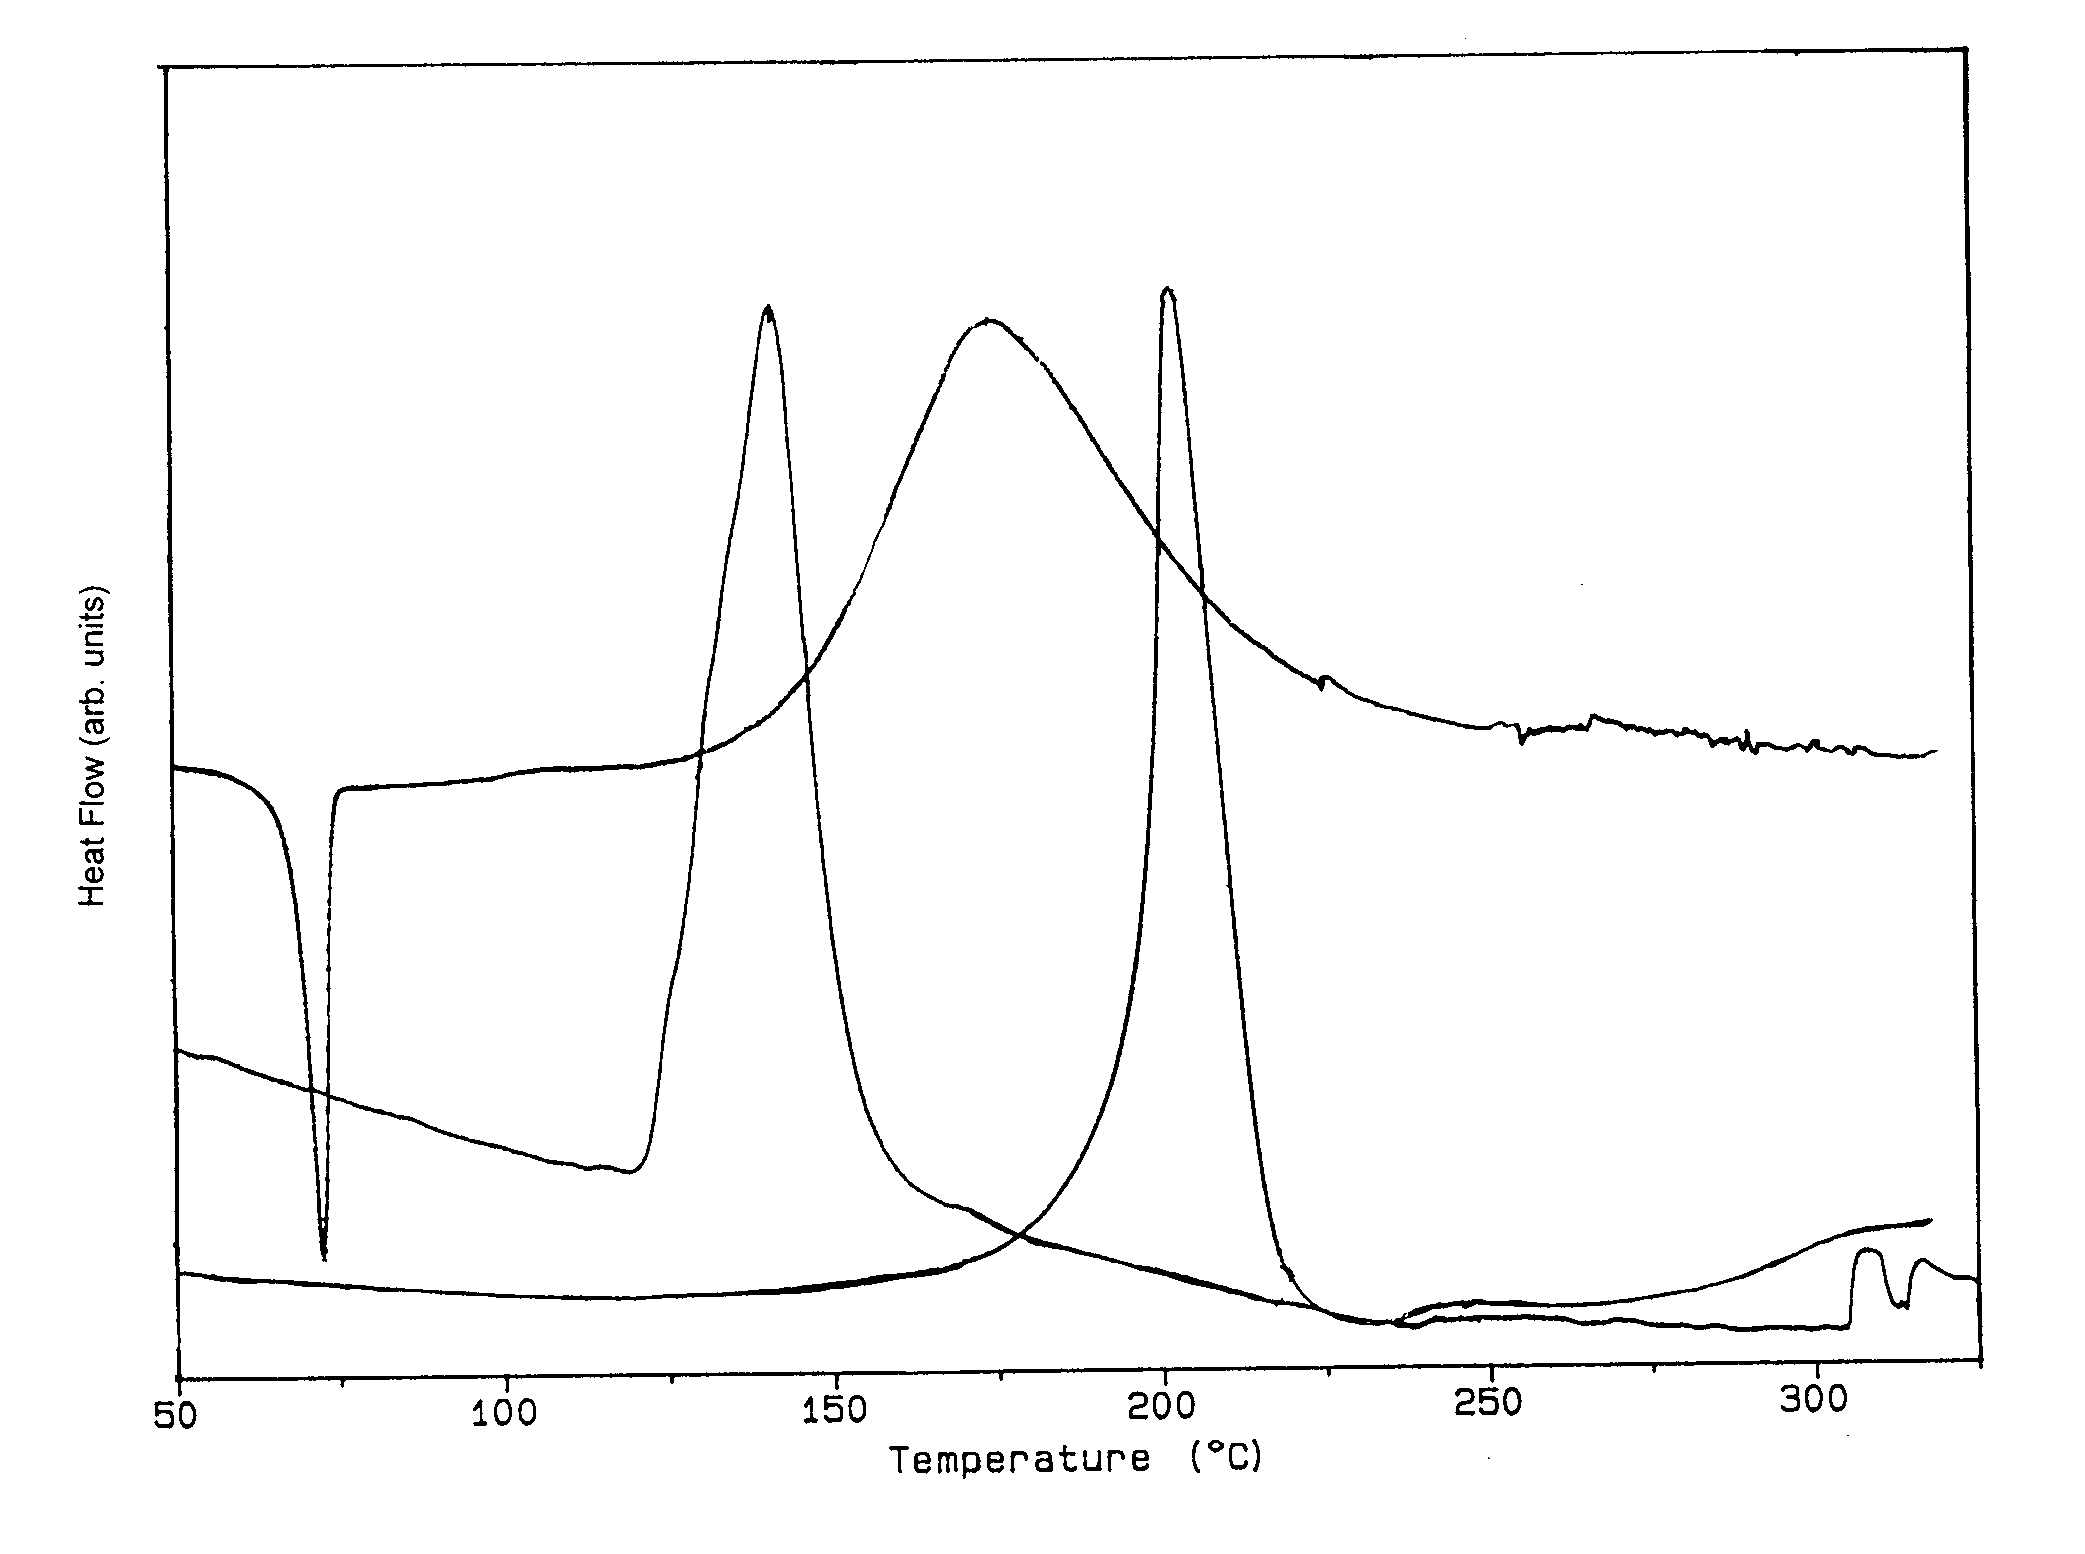 Heat Flow (arb. units)
50 100 150 200 250 300
Temperature (°C)